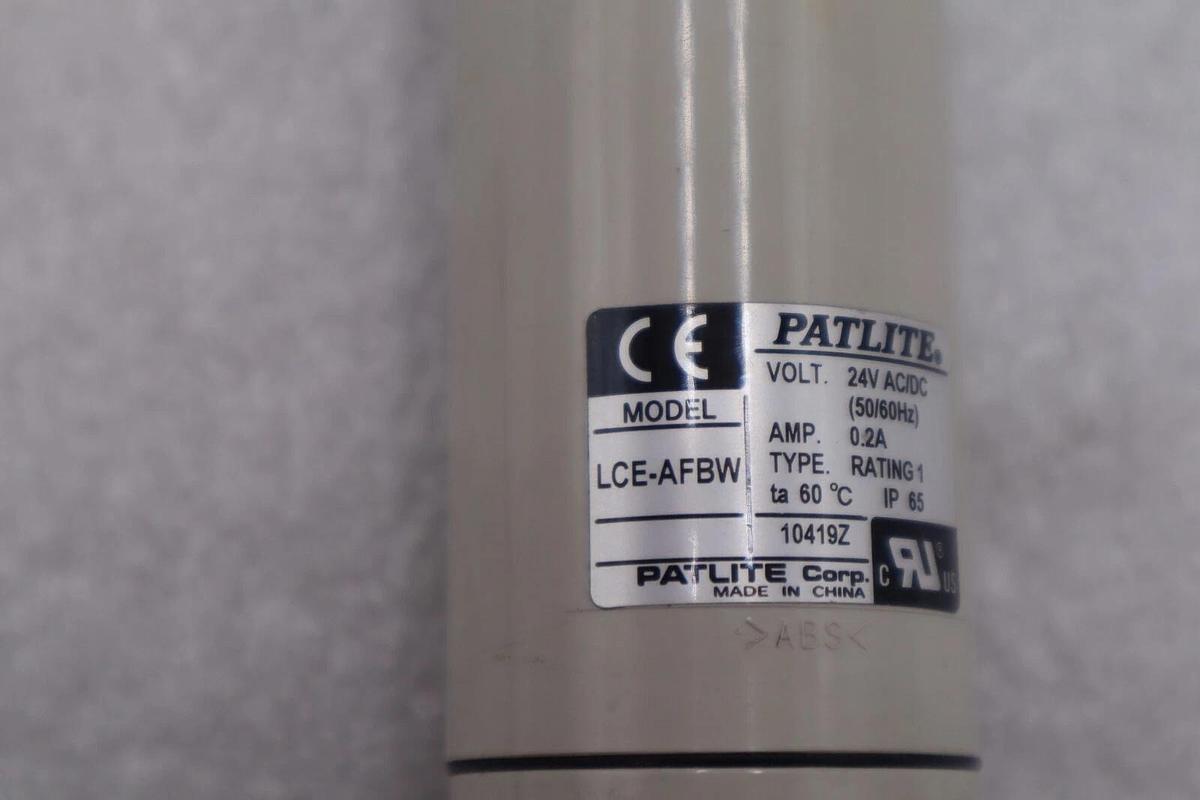 CE
PATLITE®
MODEL
LCE-AFBW
VOLT. 24V AC/DC
(50/60Hz)
AMP. 0.2A
TYPE. RATING 1
ta 60 °C IP 65
10419Z
PATLITE Corp.
MADE IN CHINA
C RU® US
>ABS<